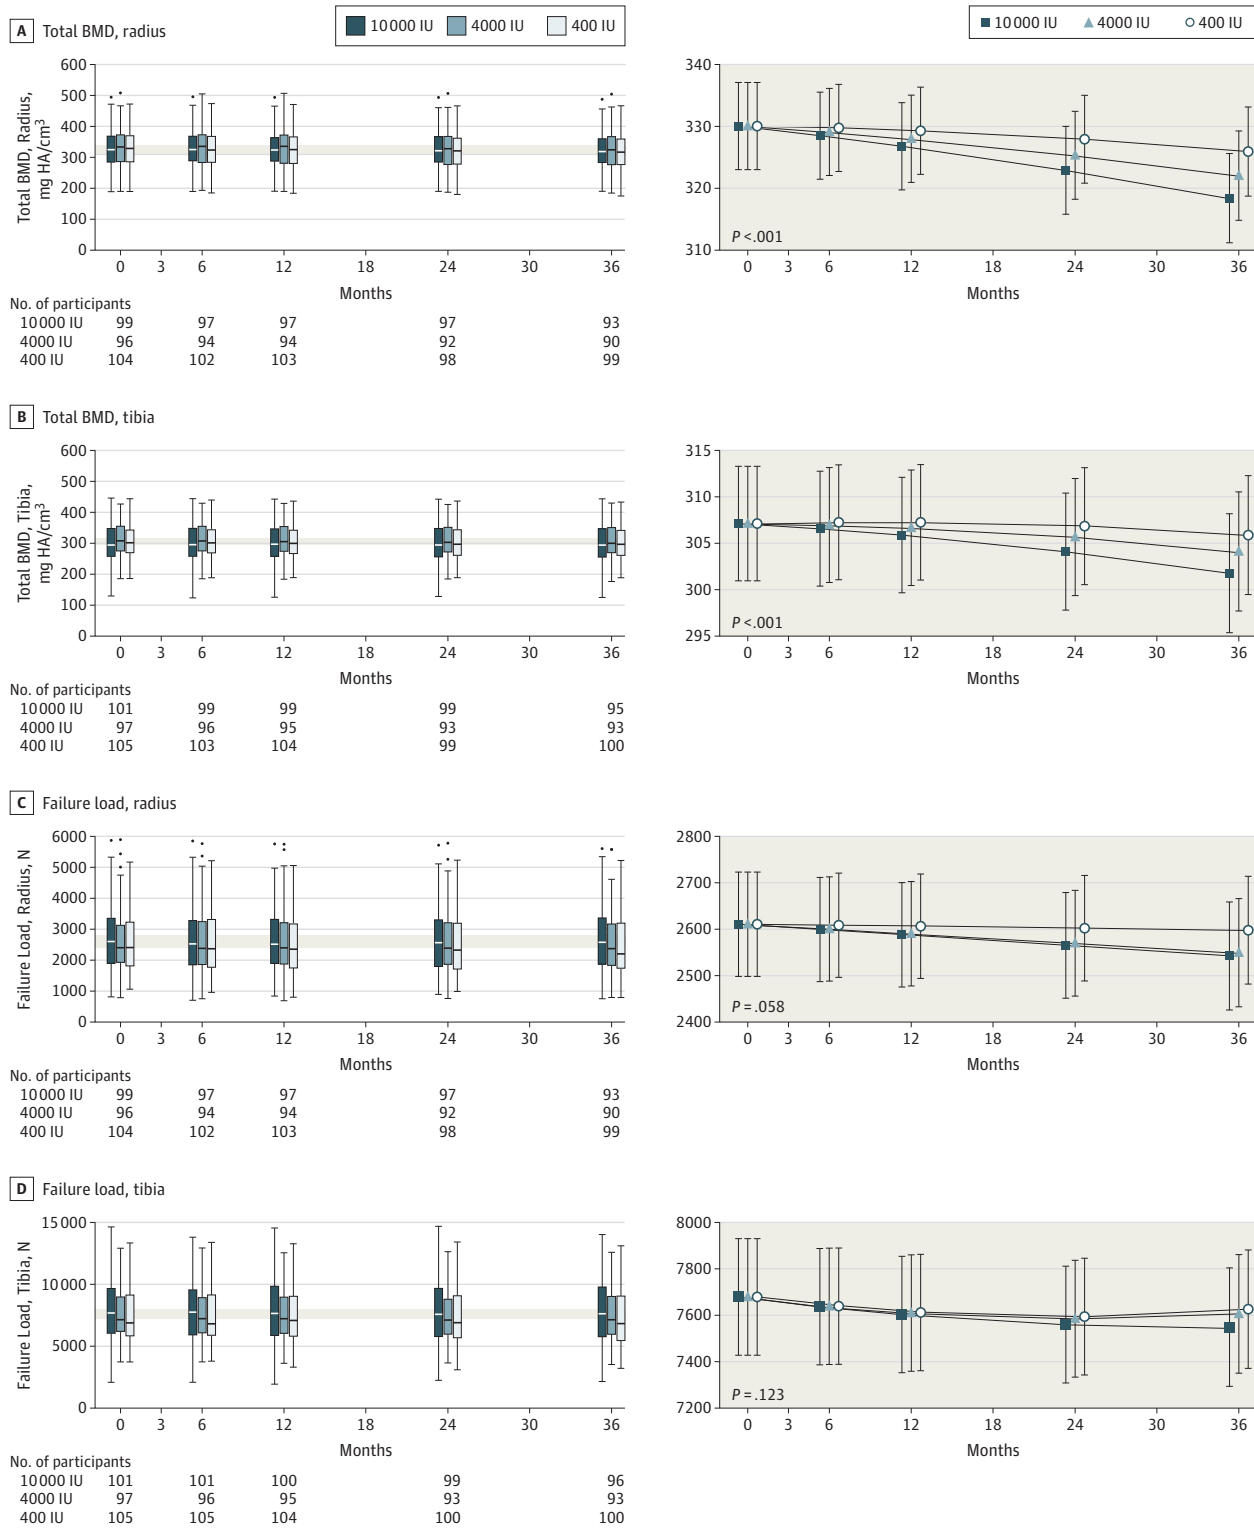 A Total BMD, radius
10 000 IU 4000 IU 400 IU
10 000 IU 4000 IU 400 IU
Total BMD, Radius,
mg HA/cm³
600
500
400
300
200
100
0
0 3 6 12 18 24 30 36
Months
340
330
320
310
P <.001
0 3 6 12 18 24 30 36
Months
No. of participants
10 000 IU 99 97 97 97 93
4000 IU 96 94 94 92 90
400 IU 104 102 103 98 99
B Total BMD, tibia
Total BMD, Tibia,
mg HA/cm³
600
500
400
300
200
100
0
0 3 6 12 18 24 30 36
Months
315
310
305
300
295
P <.001
0 3 6 12 18 24 30 36
Months
No. of participants
10 000 IU 101 99 99 99 95
4000 IU 97 96 95 93 93
400 IU 105 103 104 99 100
C Failure load, radius
Failure Load, Radius, N
6000
5000
4000
3000
2000
1000
0
0 3 6 12 18 24 30 36
Months
2800
2700
2600
2500
2400
P = .058
0 3 6 12 18 24 30 36
Months
No. of participants
10 000 IU 99 97 97 97 93
4000 IU 96 94 94 92 90
400 IU 104 102 103 98 99
D Failure load, tibia
Failure Load, Tibia, N
15 000
10 000
5000
0
0 3 6 12 18 24 30 36
Months
8000
7800
7600
7400
7200
P = .123
0 3 6 12 18 24 30 36
Months
No. of participants
10 000 IU 101 101 100 99 96
4000 IU 97 96 95 93 93
400 IU 105 105 104 100 100